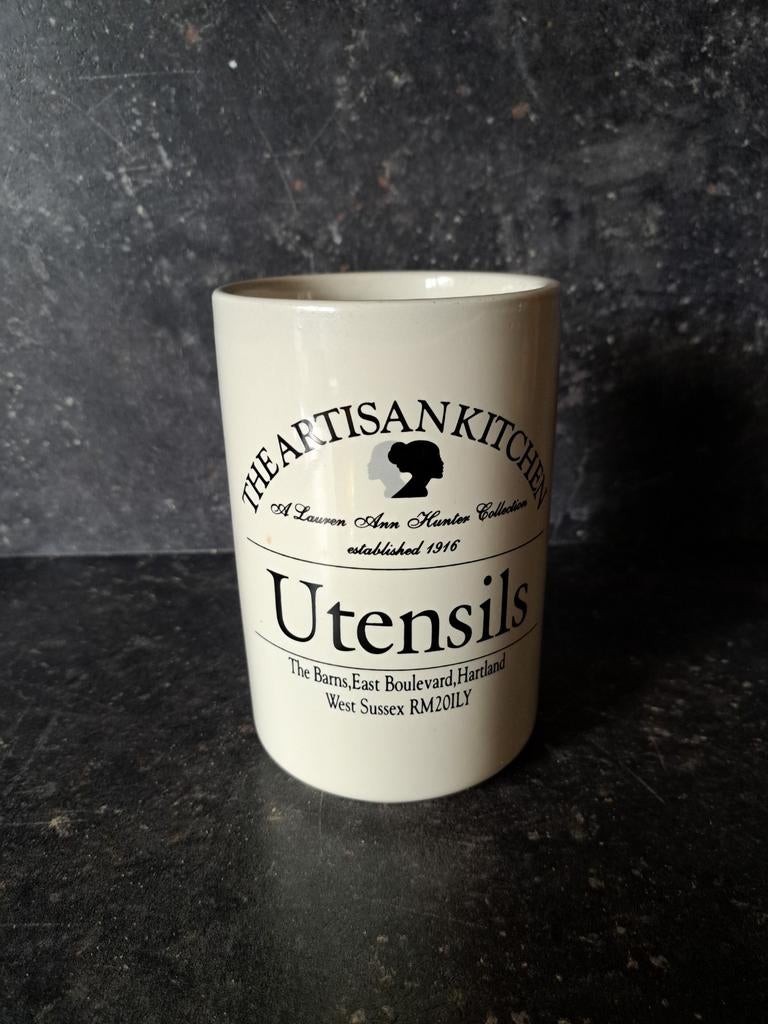 THE ARTISAN KITCHEN
A Lauren Ann Hunter Collection
established 1916
Utensils
The Barns,East Boulevard,Hartland
West Sussex RM20ILY